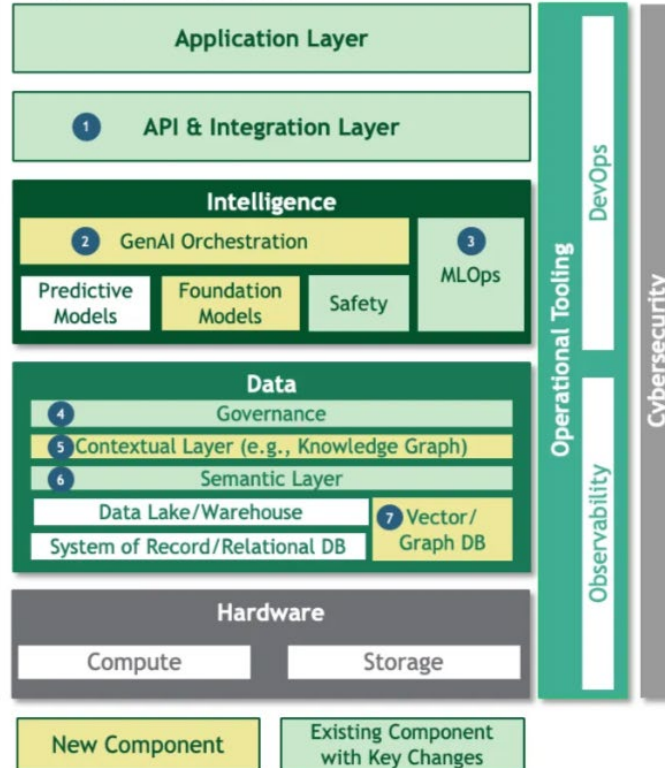 Application Layer
1 API & Integration Layer
Intelligence
2 GenAI Orchestration
3
MLOps
Predictive
Models
Foundation
Models
Safety
Data
4 Governance
5 Contextual Layer (e.g., Knowledge Graph)
6 Semantic Layer
Data Lake/Warehouse
System of Record/Relational DB
7 Vector/
Graph DB
Hardware
Compute
Storage
Operational Tooling
DevOps
Observability
Cybersecurity
New Component
Existing Component
with Key Changes